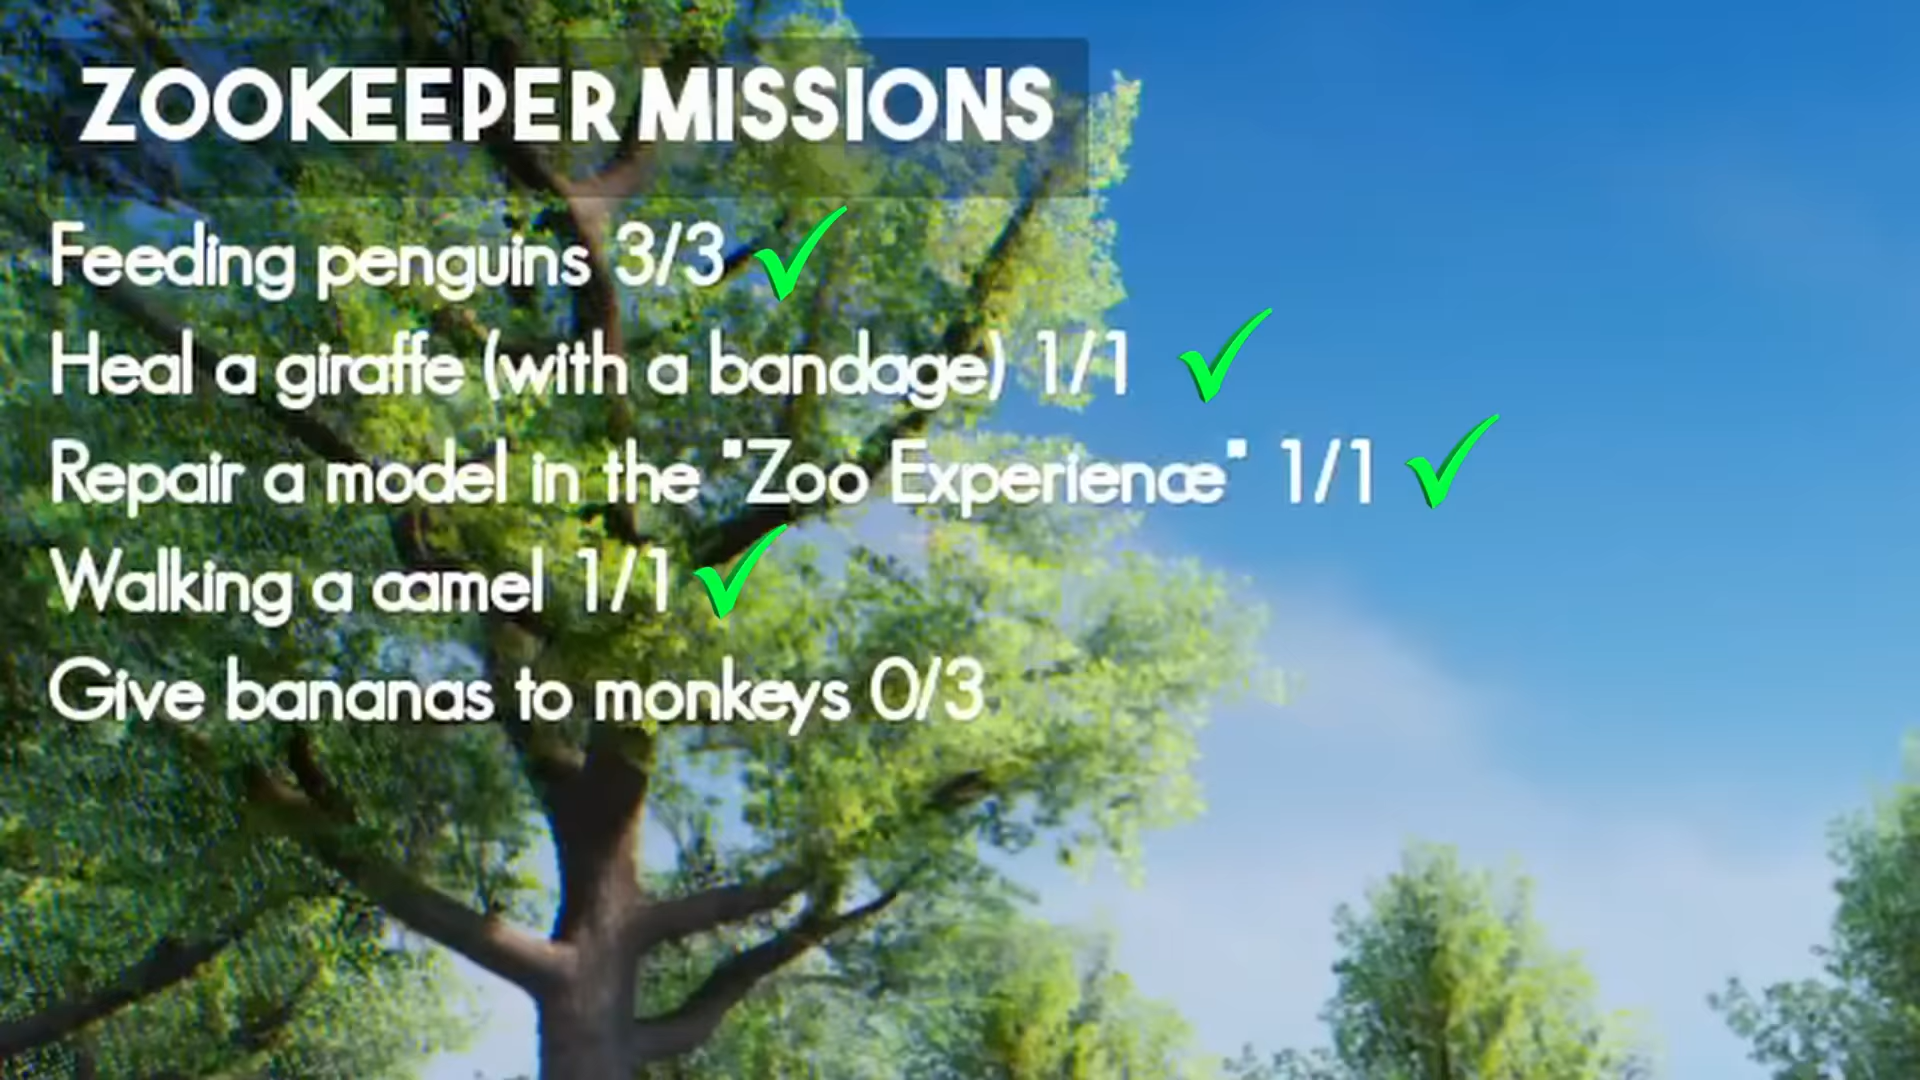 ZOOKEEPER MISSIONS
Feeding penguins 3/3 ✓
Heal a giraffe (with a bandage) 1/1 ✓
Repair a model in the "Zoo Experience" 1/1 ✓
Walking a camel 1/1 ✓
Give bananas to monkeys 0/3